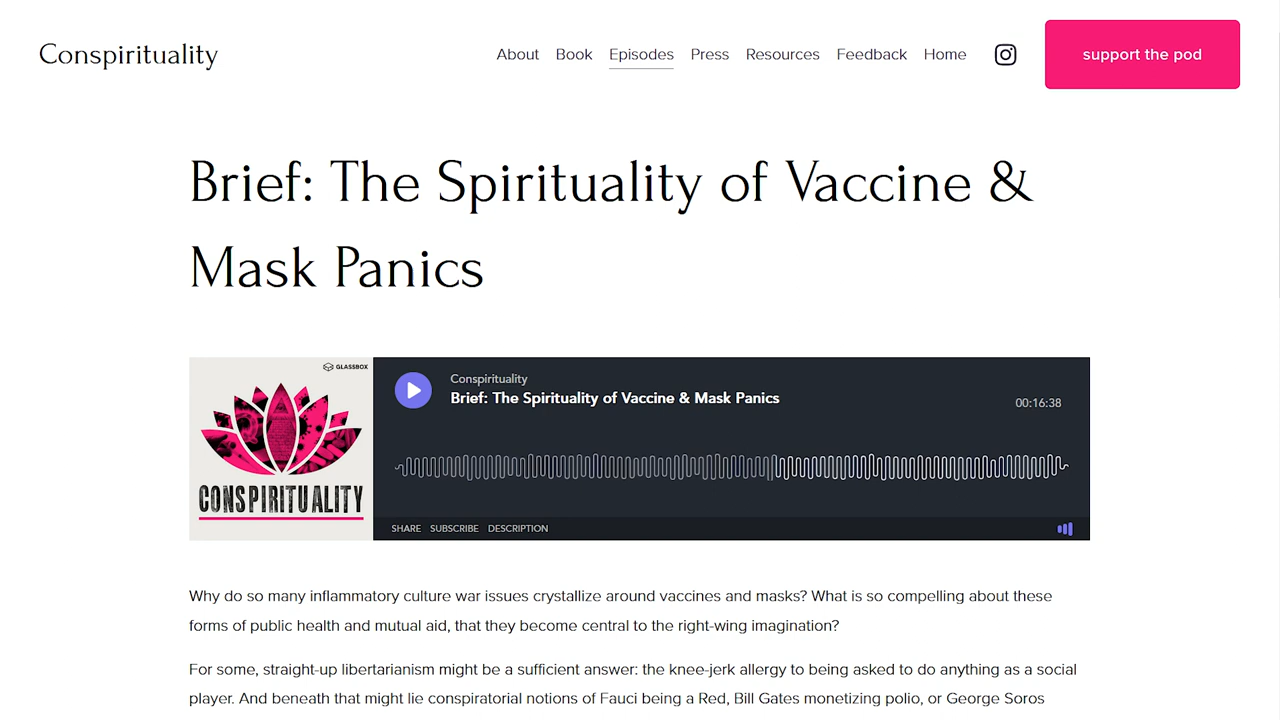 Conspirituality
About Book Episodes Press Resources Feedback Home
support the pod
Brief: The Spirituality of Vaccine &
Mask Panics
GLASSBOX
CONSPIRITUALITY
Conspirituality
Brief: The Spirituality of Vaccine & Mask Panics
00:16:38
SHARE SUBSCRIBE DESCRIPTION
Why do so many inflammatory culture war issues crystallize around vaccines and masks? What is so compelling about these
forms of public health and mutual aid, that they become central to the right-wing imagination?
For some, straight-up libertarianism might be a sufficient answer: the knee-jerk allergy to being asked to do anything as a social
player. And beneath that might lie conspiratorial notions of Fauci being a Red, Bill Gates monetizing polio, or George Soros